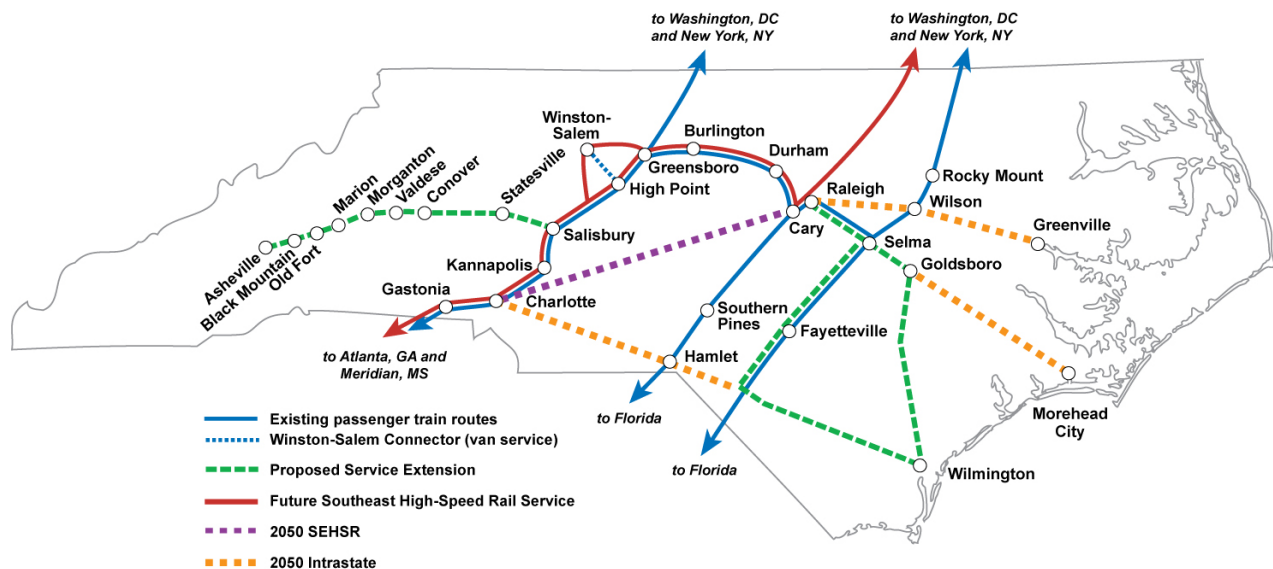 to Washington, DC
and New York, NY
to Washington, DC
and New York, NY
Winston-
Salem
Burlington
Durham
Greensboro
High Point
Statesville
Conover
Valdese
Morganton
Marion
Raleigh
Rocky Mount
Wilson
Greenville
Cary
Selma
Salisbury
Asheville
Black Mountain
Old Fort
Kannapolis
Goldsboro
Gastonia
Charlotte
Southern
Pines
Fayetteville
to Atlanta, GA and
Meridian, MS
Hamlet
to Florida
Morehead
City
to Florida
Wilmington
Existing passenger train routes
Winston-Salem Connector (van service)
Proposed Service Extension
Future Southeast High-Speed Rail Service
2050 SEHSR
2050 Intrastate